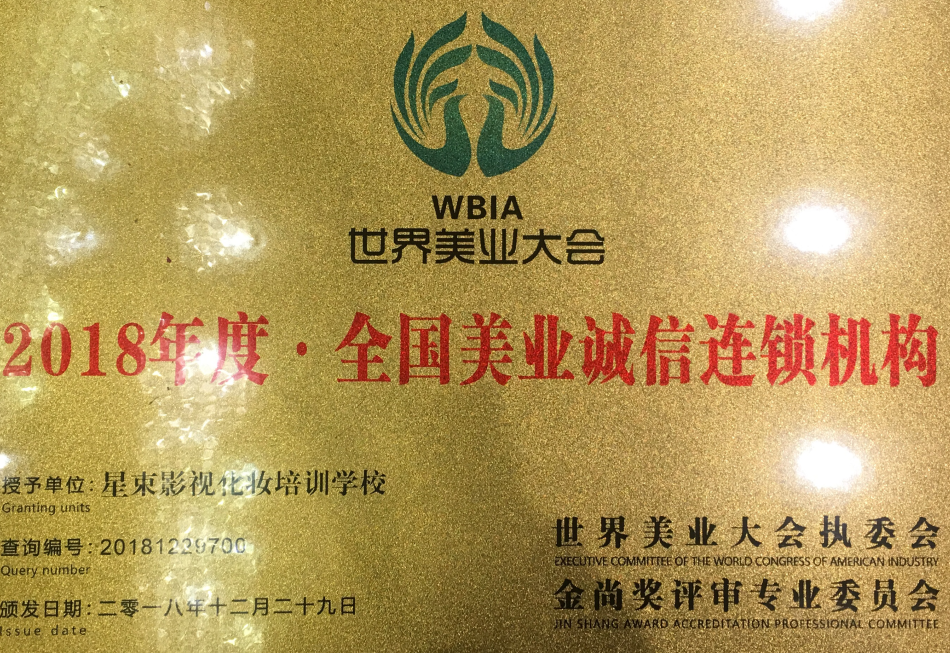 WBIA
世界美业大会
2018年度·全国美业诚信连锁机构
授予单位：星束影视化妆培训学校
Granting units
查询编号：20181229700
Query number
颁发日期：二零一八年十二月二十九日
Issue date
世界美业大会执委会
EXECUTIVE COMMITTEE OF THE WORLD CONGRESS OF AMERICAN INDUSTRY
金尚奖评审专业委员会
JIN SHANG AWARD ACCREDITATION PROFESSIONAL COMMITTEE